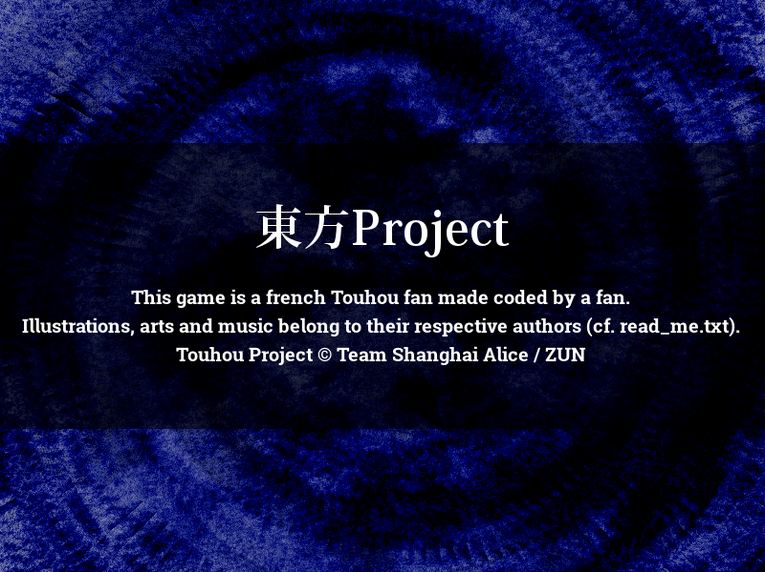 東方Project
This game is a french Touhou fan made coded by a fan.
Illustrations, arts and music belong to their respective authors (cf. read_me.txt).
Touhou Project © Team Shanghai Alice / ZUN